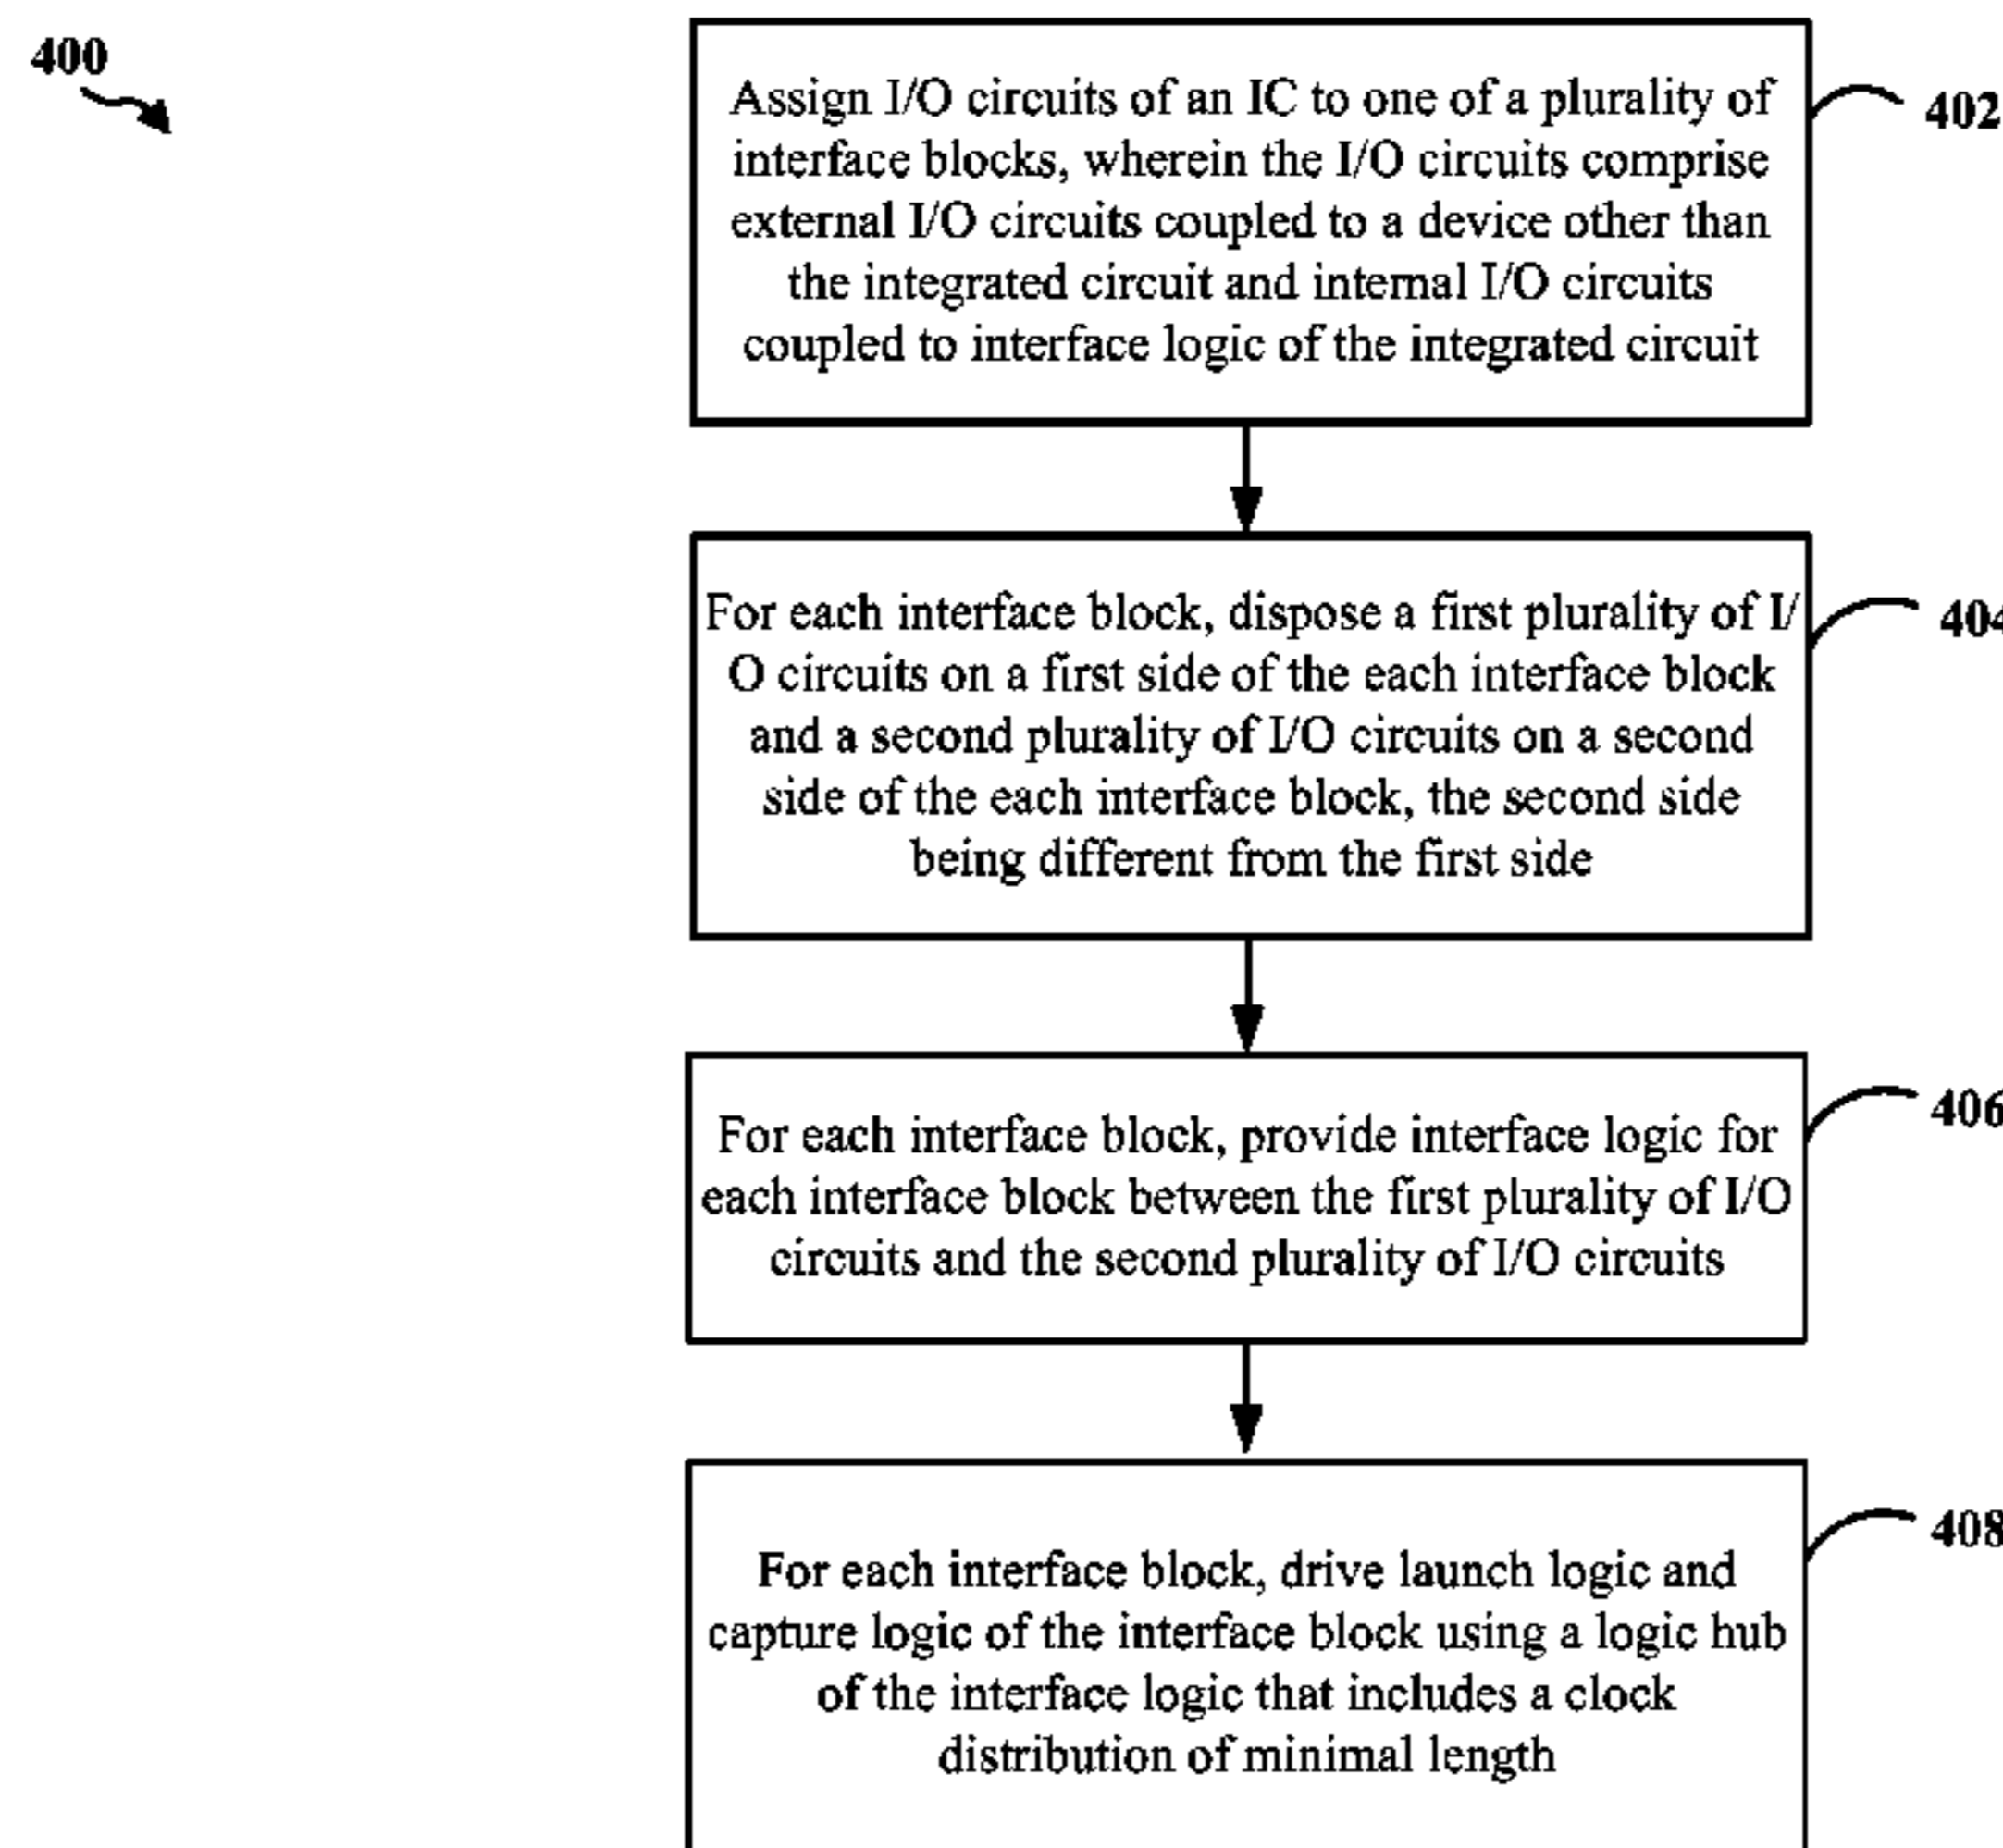 400
Assign I/O circuits of an IC to one of a plurality of
interface blocks, wherein the I/O circuits comprise
external I/O circuits coupled to a device other than
the integrated circuit and internal I/O circuits
coupled to interface logic of the integrated circuit
402
For each interface block, dispose a first plurality of I/
O circuits on a first side of the each interface block
and a second plurality of I/O circuits on a second
side of the each interface block, the second side
being different from the first side
404
For each interface block, provide interface logic for
each interface block between the first plurality of I/O
circuits and the second plurality of I/O circuits
406
For each interface block, drive launch logic and
capture logic of the interface block using a logic hub
of the interface logic that includes a clock
distribution of minimal length
408